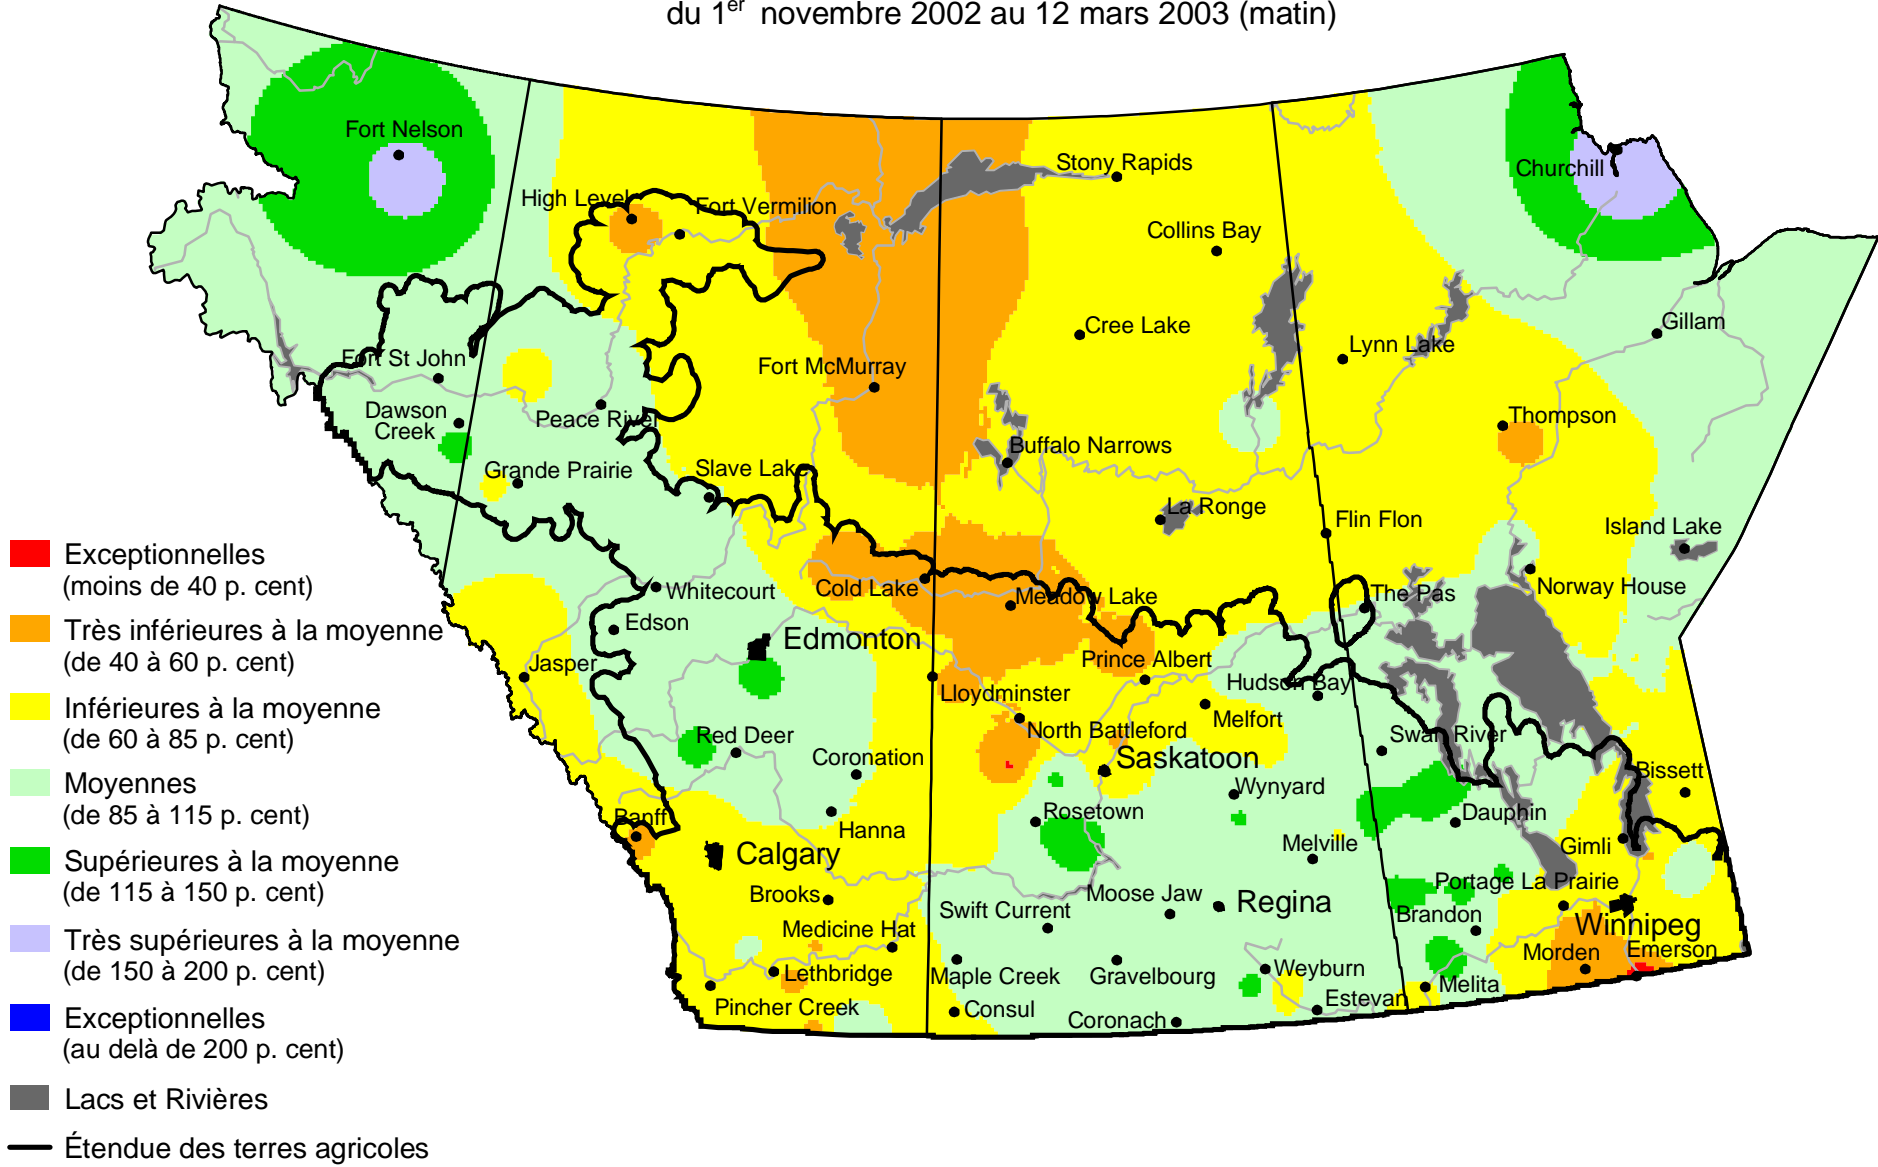 du 1er novembre 2002 au 12 mars 2003 (matin)
Fort Nelson
Churchill
Stony Rapids
High Level
Fort Vermilion
Collins Bay
Cree Lake
Gillam
Lynn Lake
Fort St John
Fort McMurray
Dawson
Creek
Peace River
Thompson
Buffalo Narrows
Grande Prairie
Slave Lake
La Ronge
Flin Flon
Island Lake
Whitecourt
Cold Lake
Meadow Lake
The Pas
Norway House
Edson
Edmonton
Jasper
Prince Albert
Lloydminster
Hudson Bay
Melfort
North Battleford
Red Deer
Swan River
Coronation
Saskatoon
Bissett
Wynyard
Banff
Hanna
Rosetown
Dauphin
Calgary
Melville
Gimli
Brooks
Moose Jaw
Portage La Prairie
Swift Current
Regina
Brandon
Medicine Hat
Winnipeg
Morden
Emerson
Lethbridge
Maple Creek
Gravelbourg
Weyburn
Melita
Pincher Creek
Consul
Coronach
Estevan
Exceptionnelles
(moins de 40 p. cent)
Très inférieures à la moyenne
(de 40 à 60 p. cent)
Inférieures à la moyenne
(de 60 à 85 p. cent)
Moyennes
(de 85 à 115 p. cent)
Supérieures à la moyenne
(de 115 à 150 p. cent)
Très supérieures à la moyenne
(de 150 à 200 p. cent)
Exceptionnelles
(au delà de 200 p. cent)
Lacs et Rivières
Étendue des terres agricoles